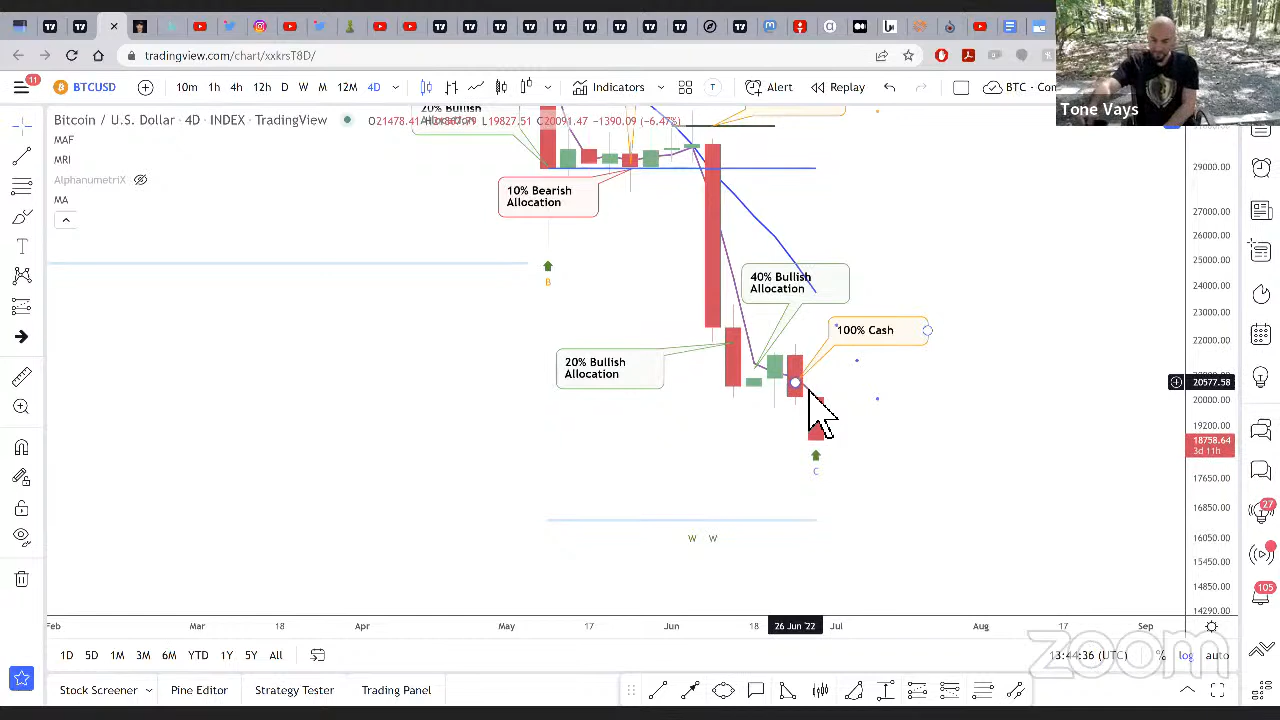 tradingview.com/chart/xkrsT8D/
11
BTCUSD
10m 1h 4h 12h D W M 4D
Indicators
T
Alert
Replay
BTC - Con
Tone Vays
Bitcoin / U.S. Dollar · 4D · INDEX · TradingView
L19827.51 C20091.47 −1390.09 (−6.47%)
MAF
MRI
AlphanumetriX
MA
20% Bullish
10% Bearish
Allocation
B
40% Bullish
Allocation
100% Cash
20% Bullish
Allocation
C
W W
29000.00
27000.00
26000.00
25000.00
24000.00
23000.00
22000.00
20577.58
20000.00
19200.00
18758.64
3d 11h
17650.00
16850.00
16050.00
15450.00
14850.00
14290.00
27
105
Feb Mar 18 Apr May 17 Jun 18 26 Jun '22 Jul Aug 17 Sep
1D 5D 1M 3M 6M YTD 1Y 5Y All
13:44:36 (UTC) % log auto
zoom
Stock Screener Pine Editor Strategy Tester Trading Panel